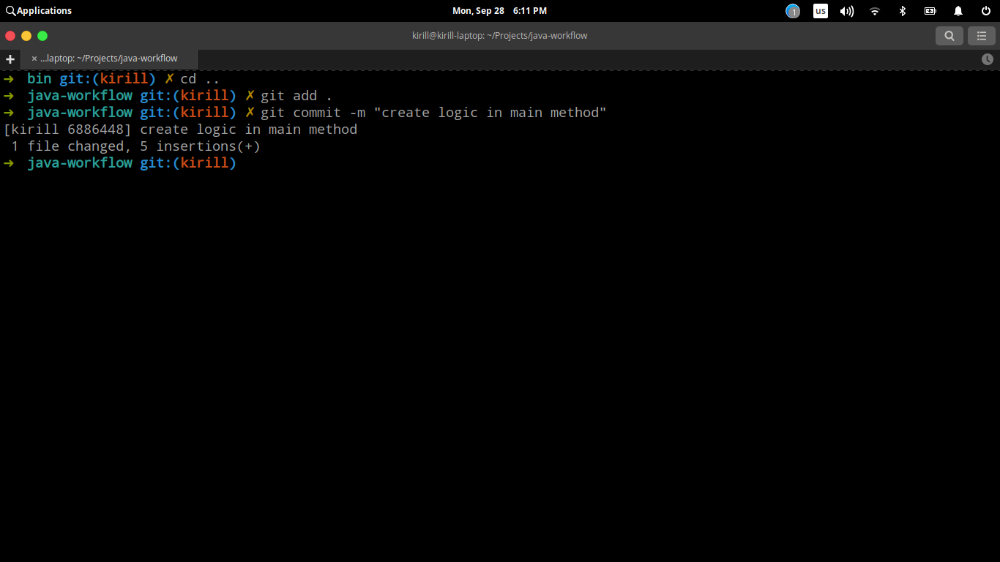 Applications
Mon, Sep 28 6:11 PM
1
us
kirill@kirill-laptop: ~/Projects/java-workflow
...laptop: ~/Projects/java-workflow
➜ bin git:(kirill) ✗ cd ..
➜ java-workflow git:(kirill) ✗ git add .
➜ java-workflow git:(kirill) ✗ git commit -m "create logic in main method"
[kirill 6886448] create logic in main method
1 file changed, 5 insertions(+)
➜ java-workflow git:(kirill)